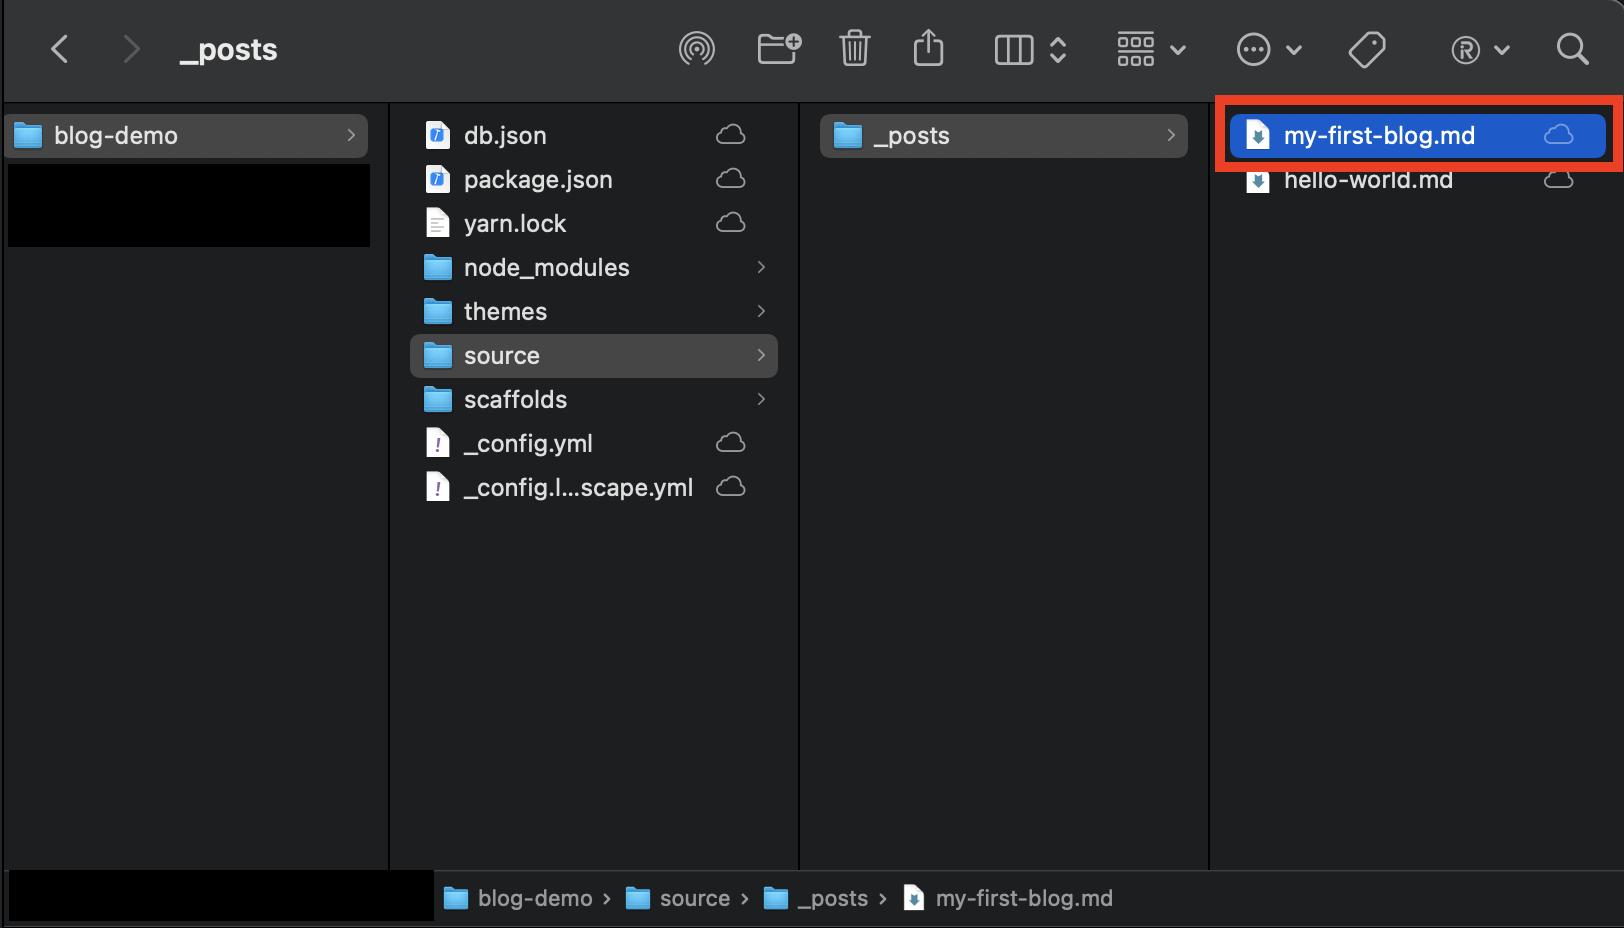 _posts
blog-demo
db.json
package.json
yarn.lock
node_modules
themes
source
scaffolds
_config.yml
_config.l...scape.yml
_posts
my-first-blog.md
hello-world.md
blog-demo › source › _posts › my-first-blog.md